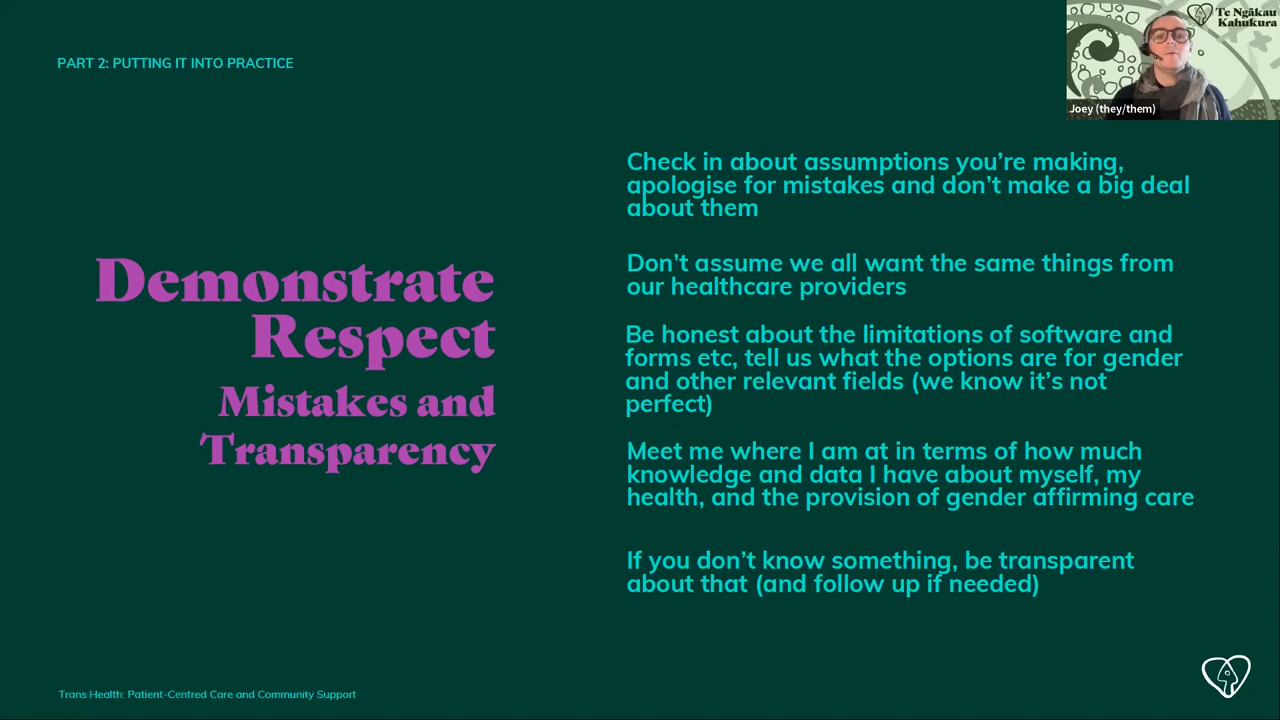 PART 2: PUTTING IT INTO PRACTICE
Te Ngākau
Kahukura
Joey (they/them)
Demonstrate
Respect
Mistakes and
Transparency
Check in about assumptions you’re making,
apologise for mistakes and don’t make a big deal
about them
Don’t assume we all want the same things from
our healthcare providers
Be honest about the limitations of software and
forms etc, tell us what the options are for gender
and other relevant fields (we know it’s not
perfect)
Meet me where I am at in terms of how much
knowledge and data I have about myself, my
health, and the provision of gender affirming care
If you don’t know something, be transparent
about that (and follow up if needed)
Trans Health: Patient-Centred Care and Community Support